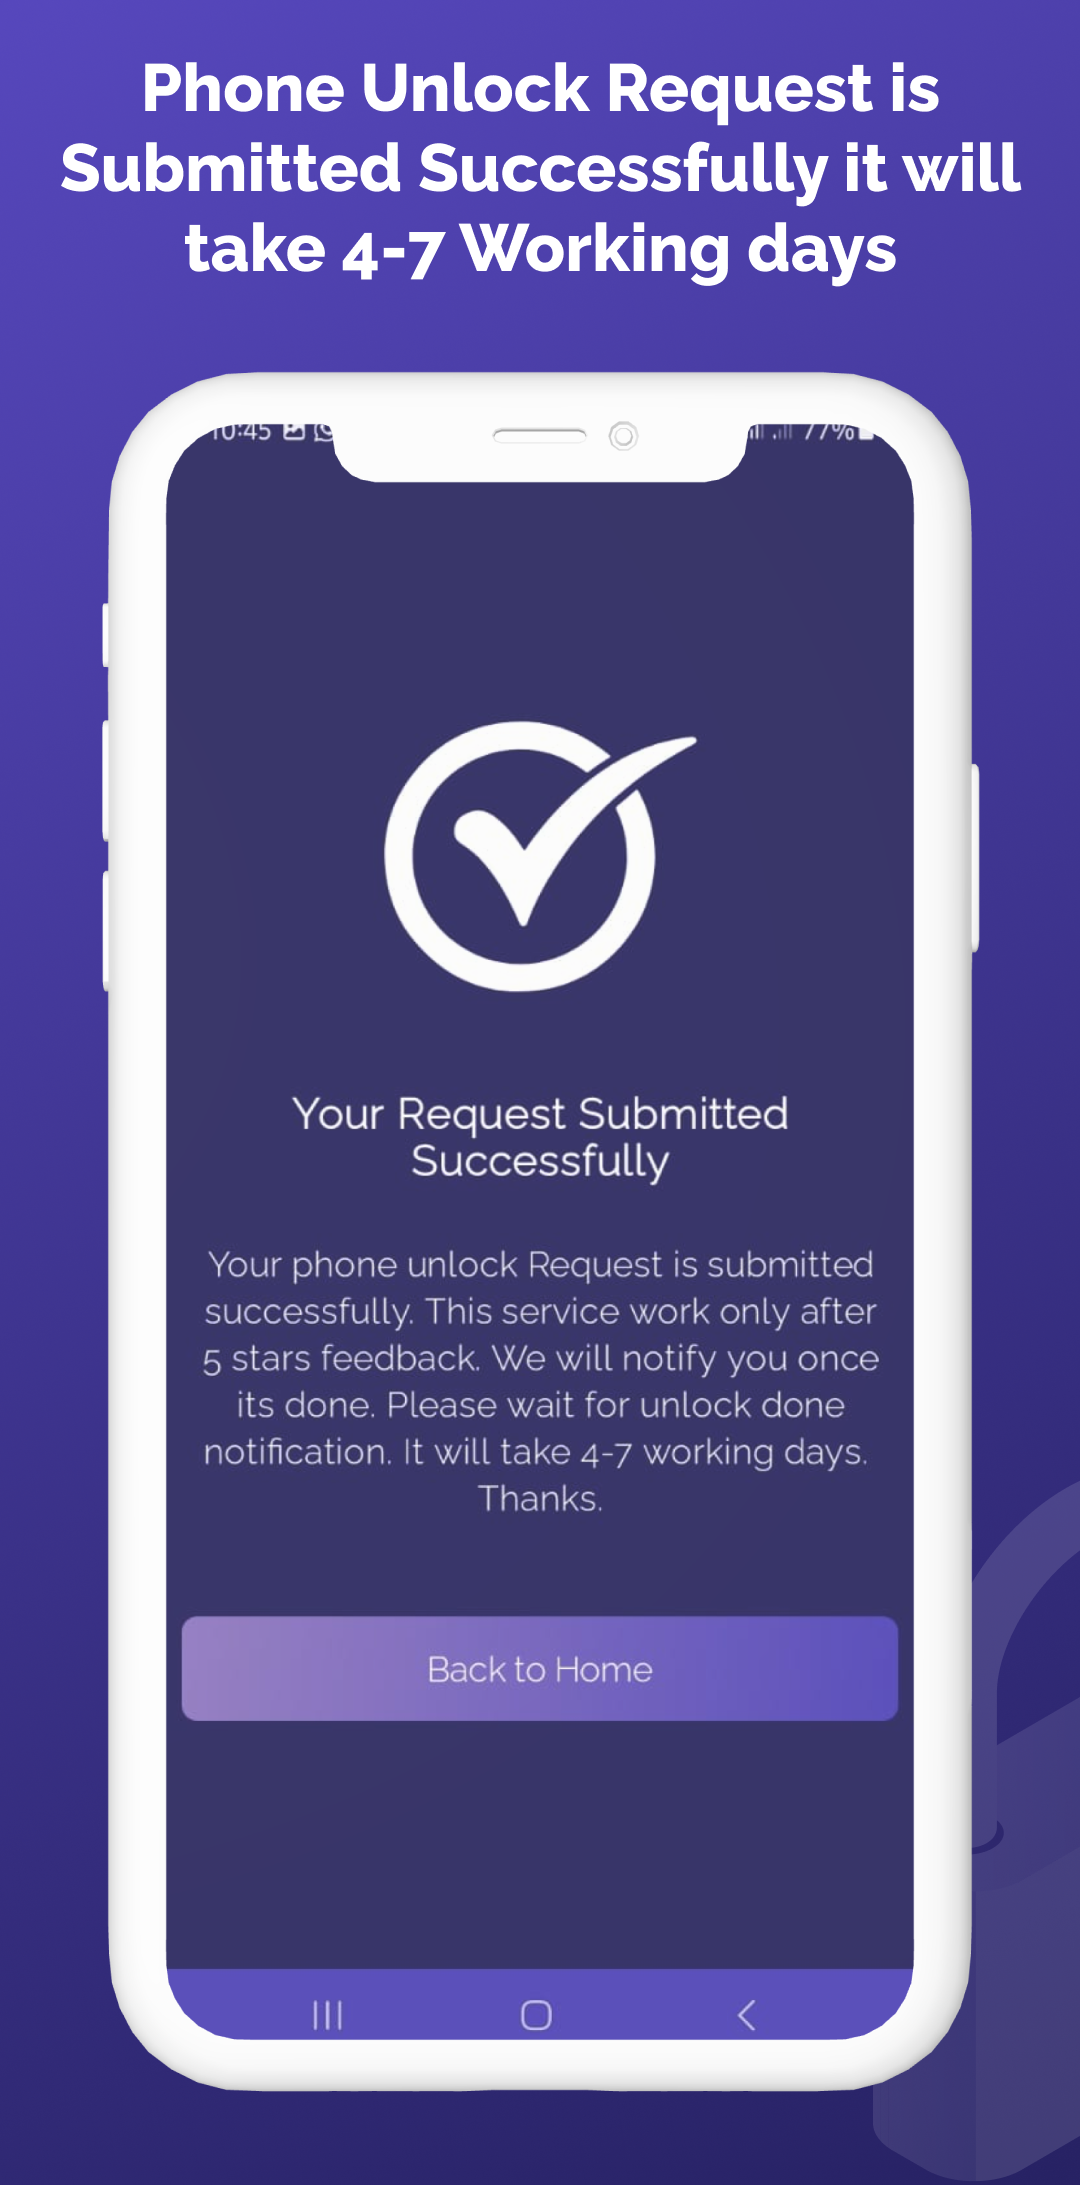 Phone Unlock Request is
Submitted Successfully it will
take 4-7 Working days
10:45 77%
Your Request Submitted
Successfully
Your phone unlock Request is submitted
successfully. This service work only after
5 stars feedback. We will notify you once
its done. Please wait for unlock done
notification. It will take 4-7 working days.
Thanks.
Back to Home